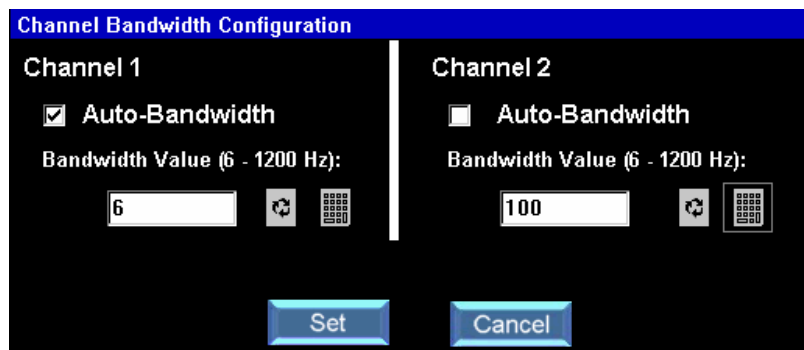 Channel Bandwidth Configuration
Channel 1
Auto-Bandwidth
Bandwidth Value (6 - 1200 Hz):
6
Channel 2
Auto-Bandwidth
Bandwidth Value (6 - 1200 Hz):
100
Set
Cancel